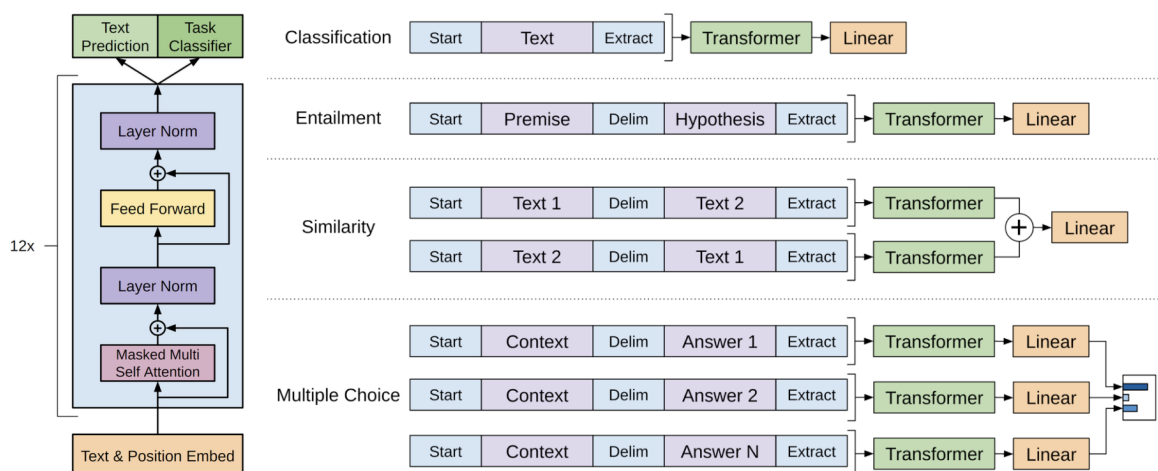 Text
Prediction
Task
Classifier
Layer Norm
Feed Forward
12x
Layer Norm
Masked Multi
Self Attention
Text & Position Embed
Classification
Start Text Extract Transformer Linear
Entailment
Start Premise Delim Hypothesis Extract Transformer Linear
Similarity
Start Text 1 Delim Text 2 Extract Transformer
+ Linear
Start Text 2 Delim Text 1 Extract Transformer
Multiple Choice
Start Context Delim Answer 1 Extract Transformer Linear
Start Context Delim Answer 2 Extract Transformer Linear
Start Context Delim Answer N Extract Transformer Linear